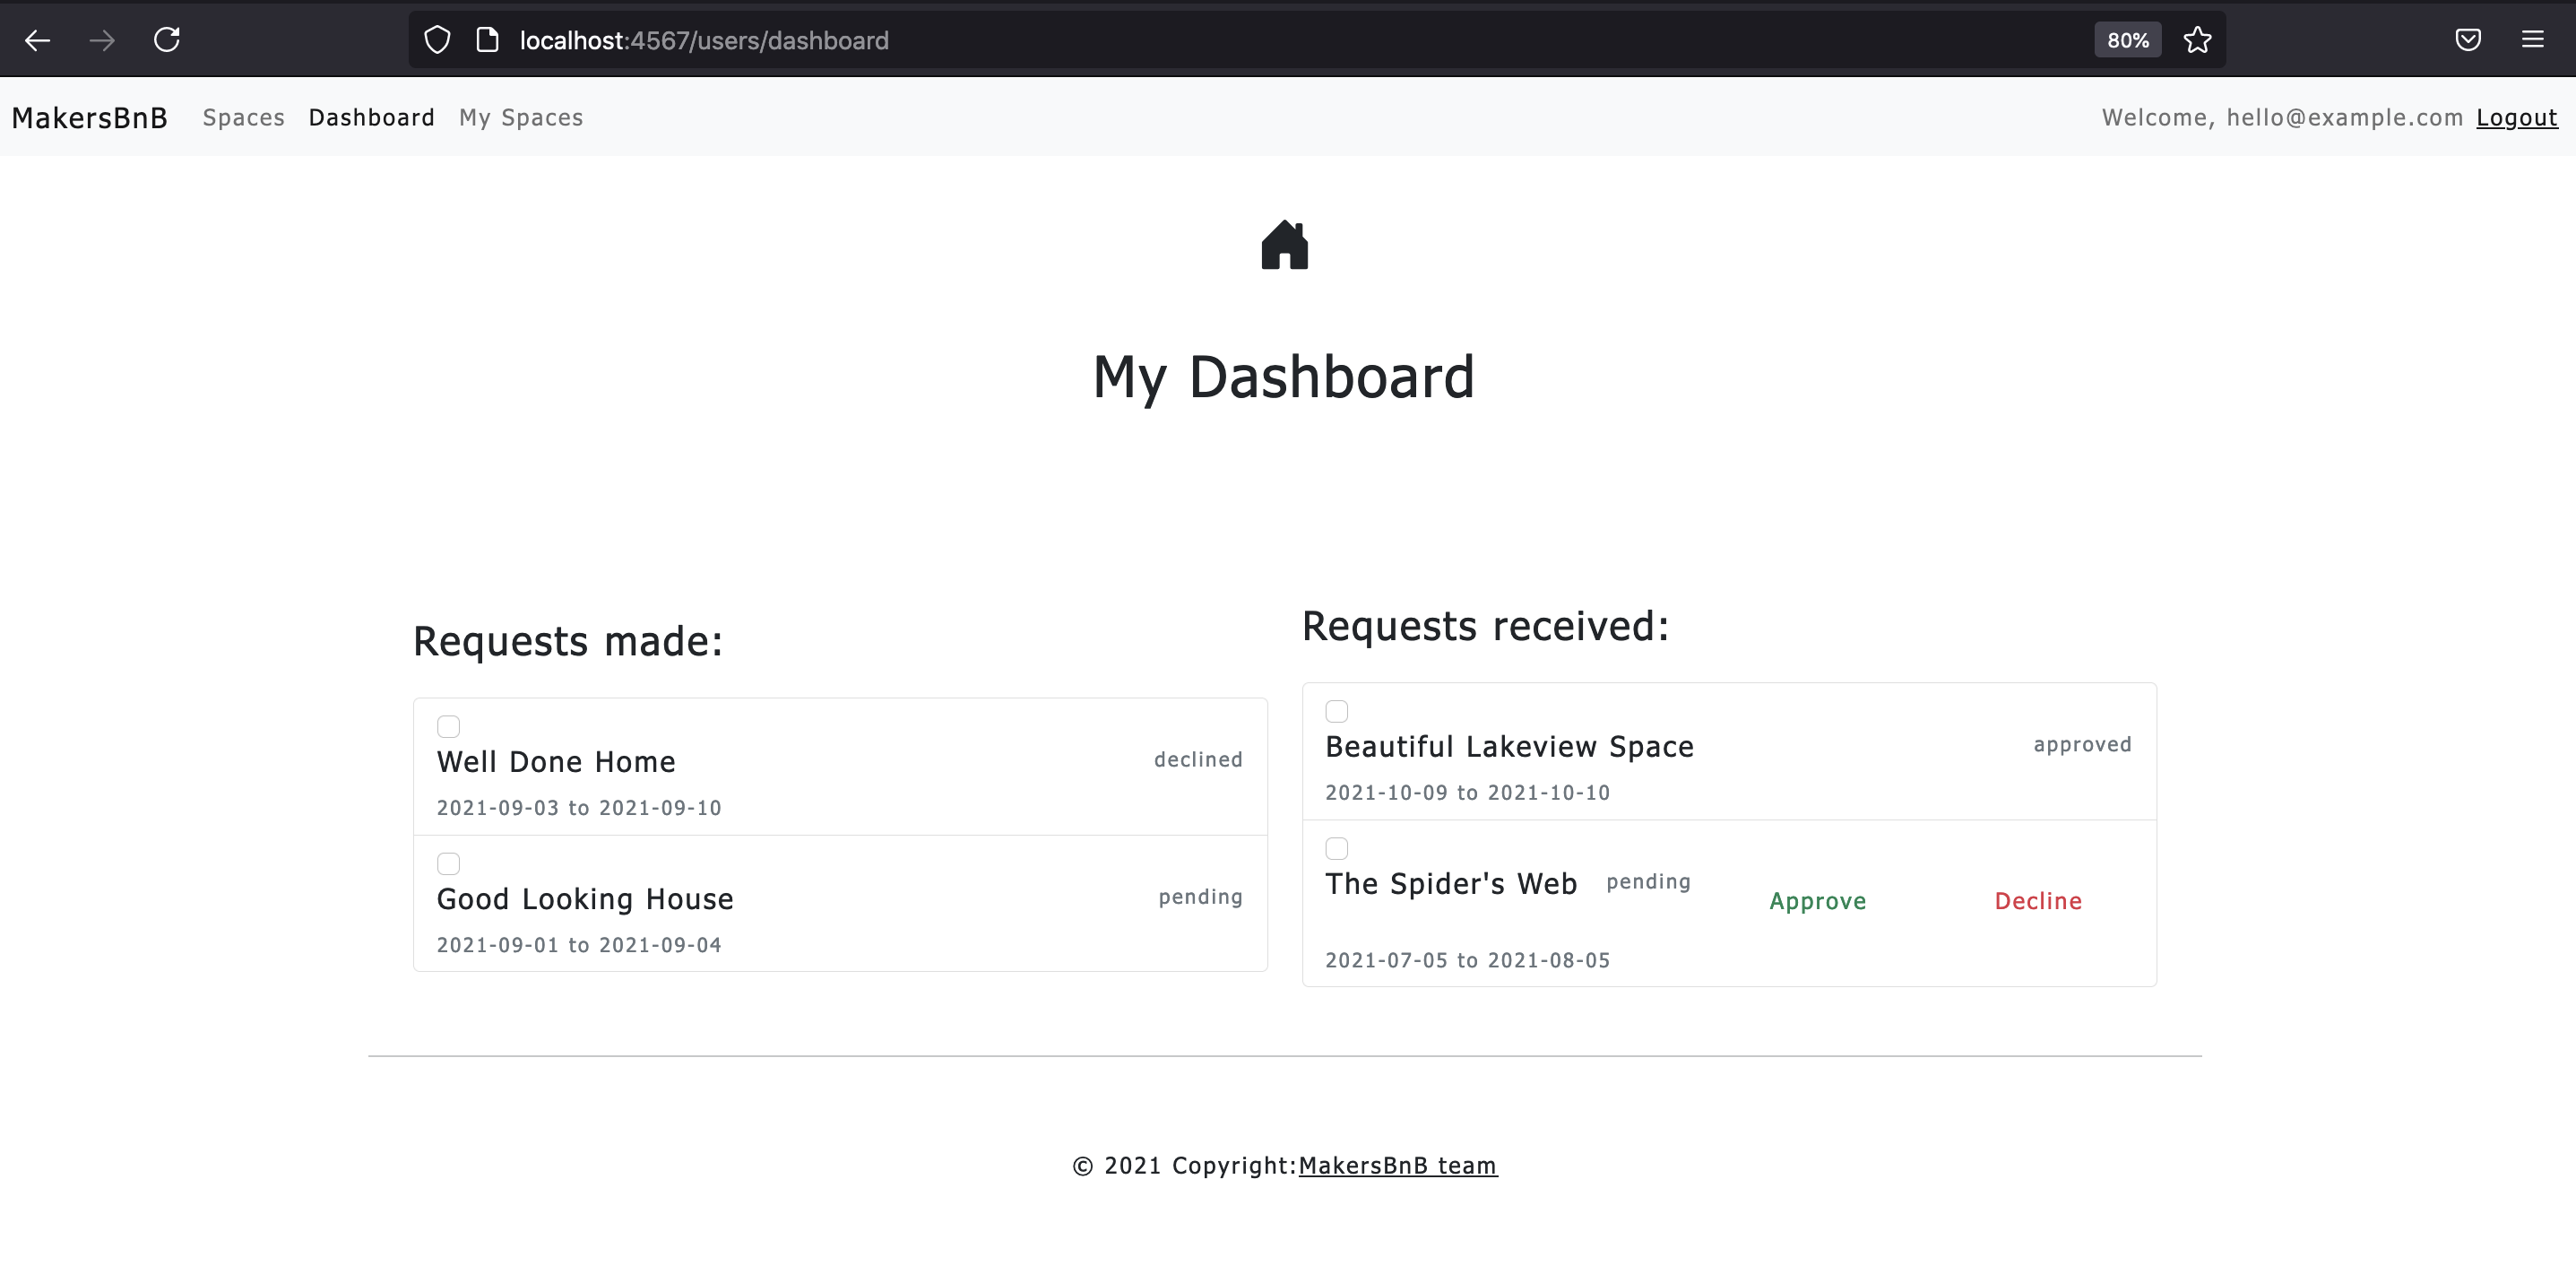 localhost:4567/users/dashboard 80%
MakersBnB Spaces Dashboard My Spaces Welcome, hello@example.com Logout
My Dashboard
Requests made:
Well Done Home declined
2021-09-03 to 2021-09-10
Good Looking House pending
2021-09-01 to 2021-09-04
Requests received:
Beautiful Lakeview Space approved
2021-10-09 to 2021-10-10
The Spider's Web pending Approve Decline
2021-07-05 to 2021-08-05
© 2021 Copyright:MakersBnB team